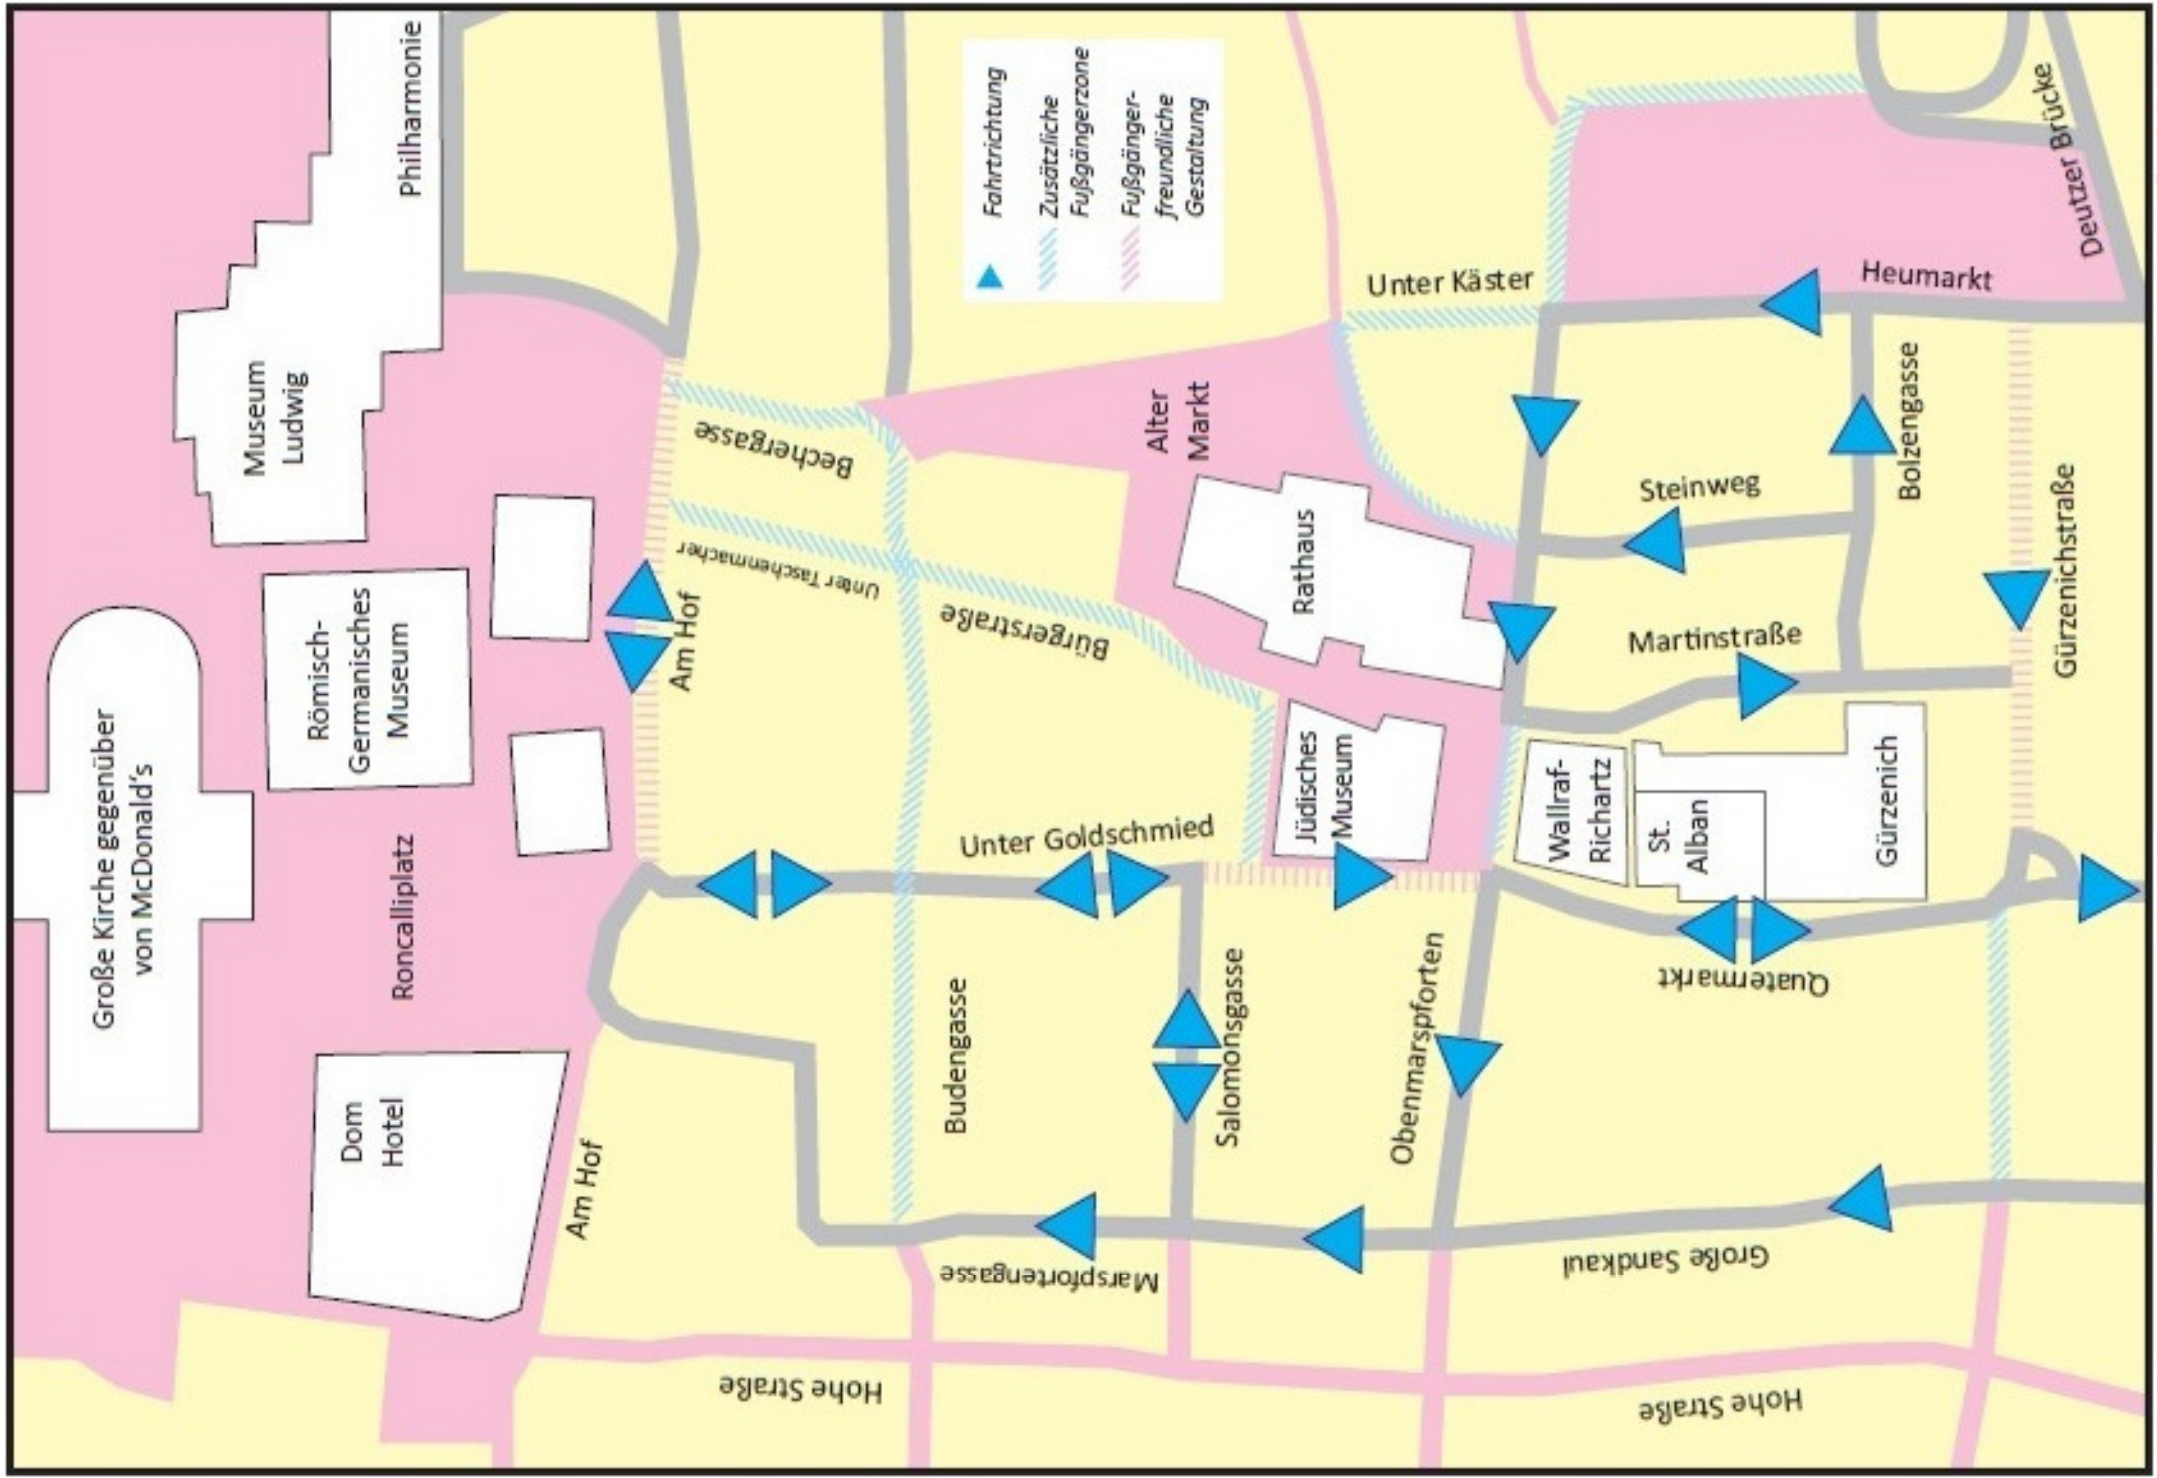 Große Kirche gegenüber
von McDonald's
Philharmonie
Museum
Ludwig
Römisch-
Germanisches
Museum
Roncalliplatz
Dom
Hotel
Am Hof
Am Hof
Bechergasse
Unter Taschenmacher
Bürgerstraße
Fahrtrichtung
Zusätzliche
Fußgängerzone
Fußgänger-
freundliche
Gestaltung
Alter
Markt
Rathaus
Unter Käster
Heumarkt
Deutzer Brücke
Steinweg
Bolzengasse
Martinstraße
Gürzenichstraße
Jüdisches
Museum
Wallraf-
Richartz
St.
Alban
Gürzenich
Unter Goldschmied
Budengasse
Salomonsgasse
Obenmarspforten
Quatermarkt
Marspfortengasse
Große Sandkaul
Hohe Straße
Hohe Straße